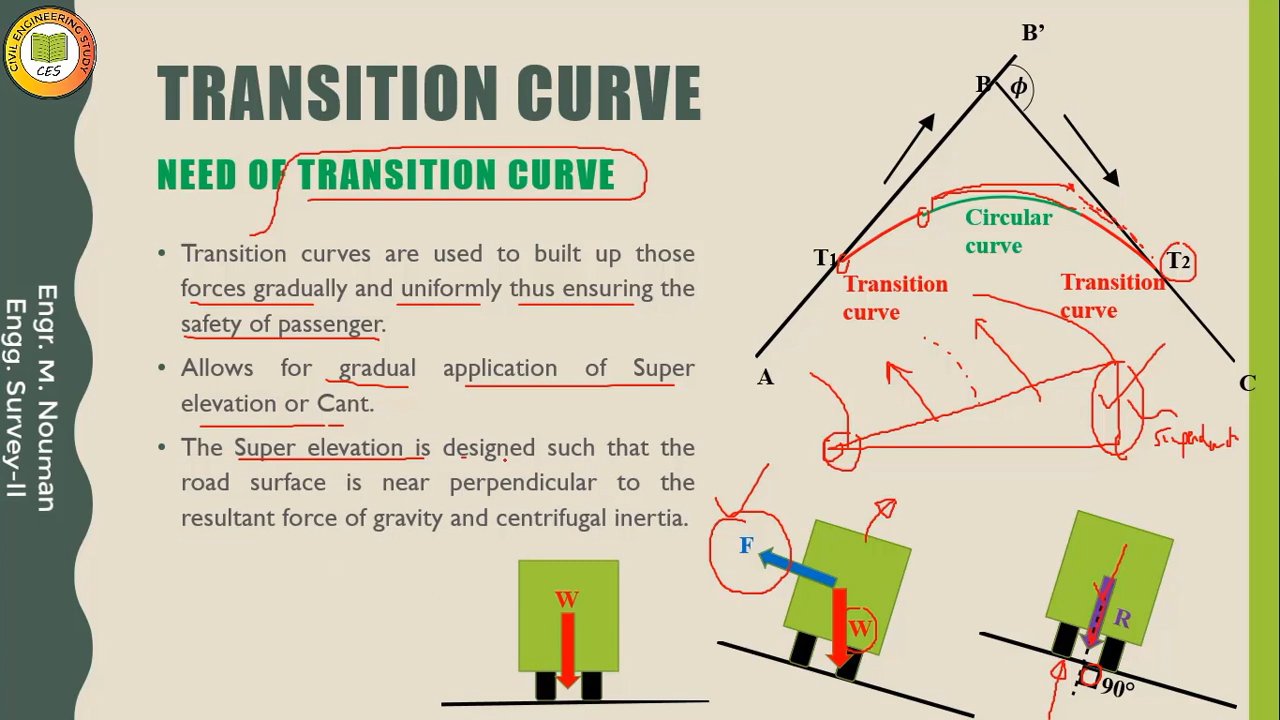 CIVIL ENGINEERING STUDY
CES
Engr. M. Nouman
Engg. Survey-II
TRANSITION CURVE
NEED OF TRANSITION CURVE
• Transition curves are used to built up those
forces gradually and uniformly thus ensuring the
safety of passenger.
• Allows for gradual application of Super
elevation or Cant.
• The Super elevation is designed such that the
road surface is near perpendicular to the
resultant force of gravity and centrifugal inertia.
B’
B
ϕ
Circular
curve
T1
T2
Transition
curve
Transition
curve
A
C
W
F
W
R
90°